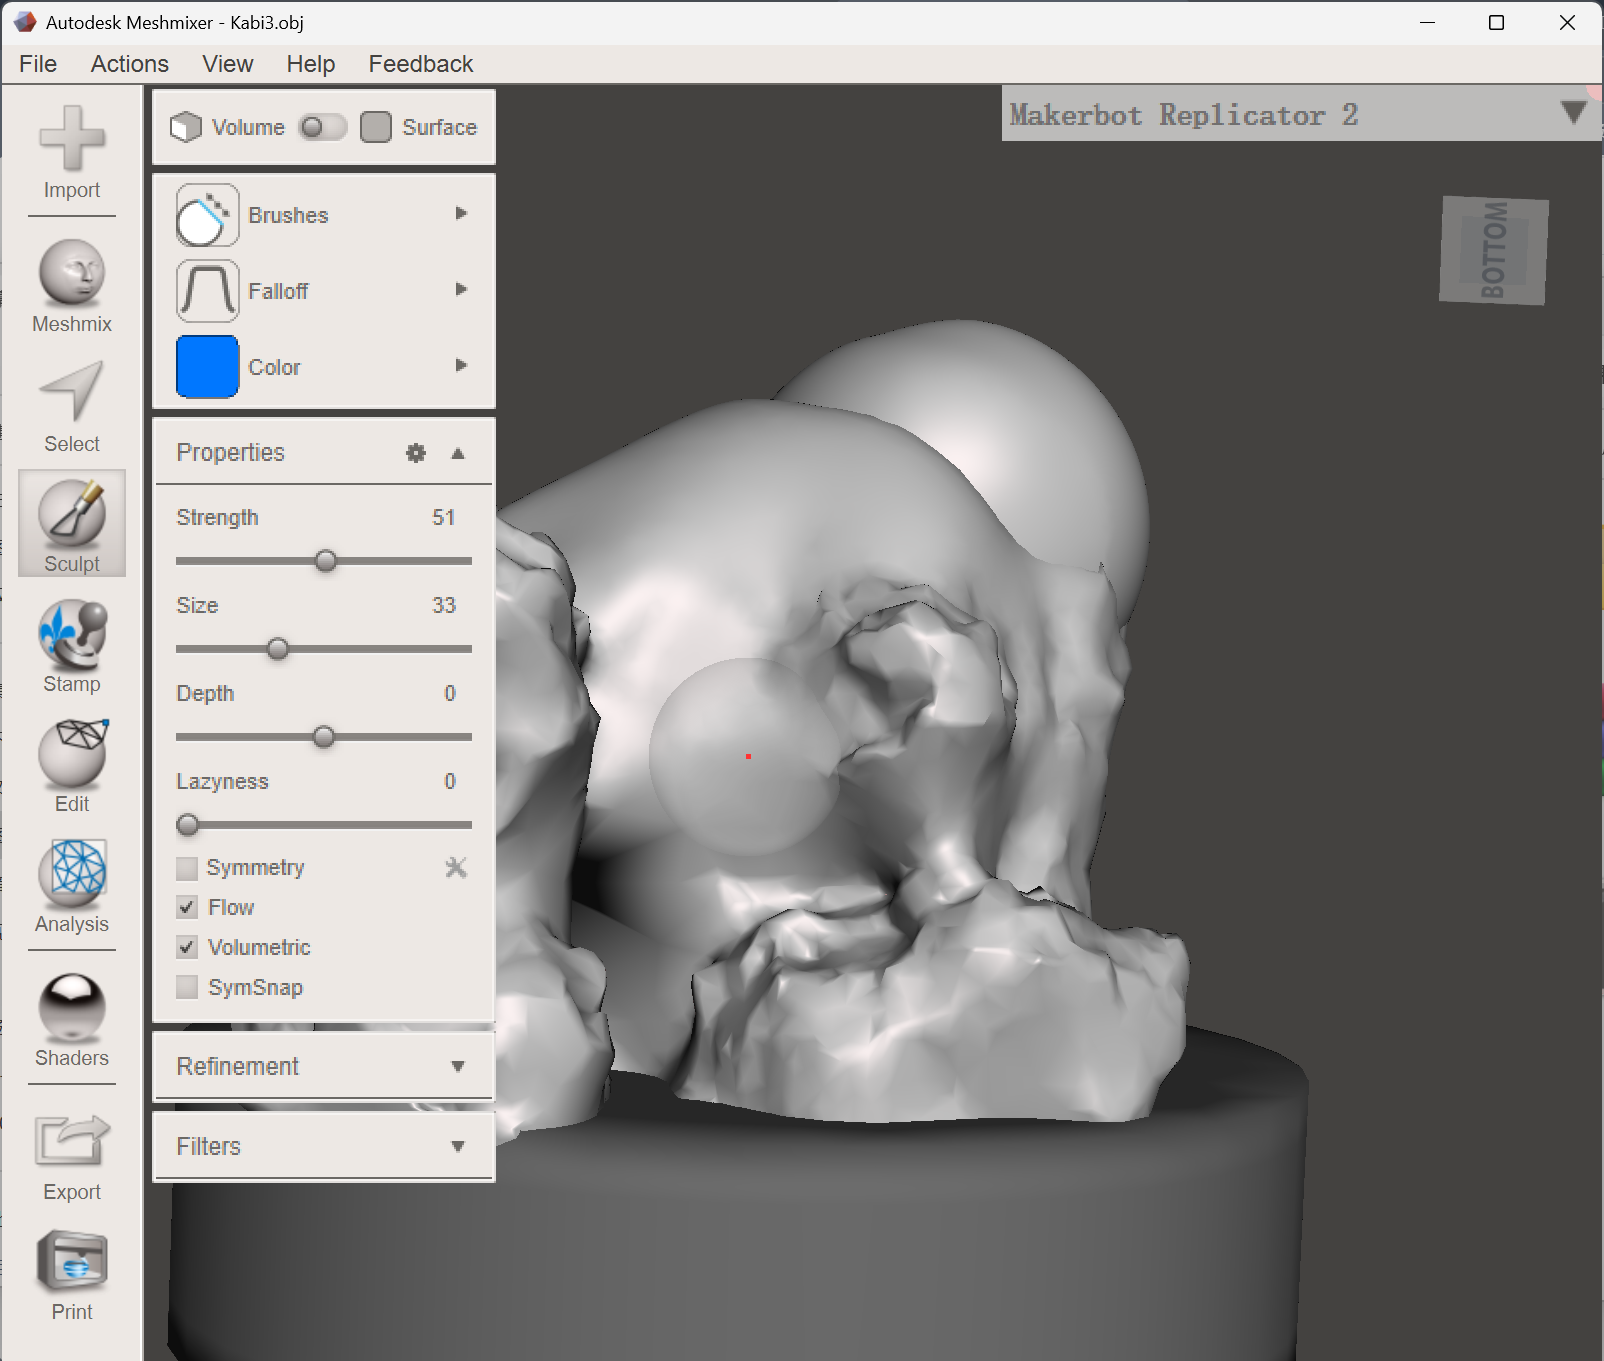 Autodesk Meshmixer - Kabi3.obj
File Actions View Help Feedback
Import
Meshmix
Select
Sculpt
Stamp
Edit
Analysis
Shaders
Export
Print
Volume Surface
Brushes
Falloff
Color
Properties
Strength 51
Size 33
Depth 0
Lazyness 0
Symmetry
Flow
Volumetric
SymSnap
Refinement
Filters
Makerbot Replicator 2
BOTTOM